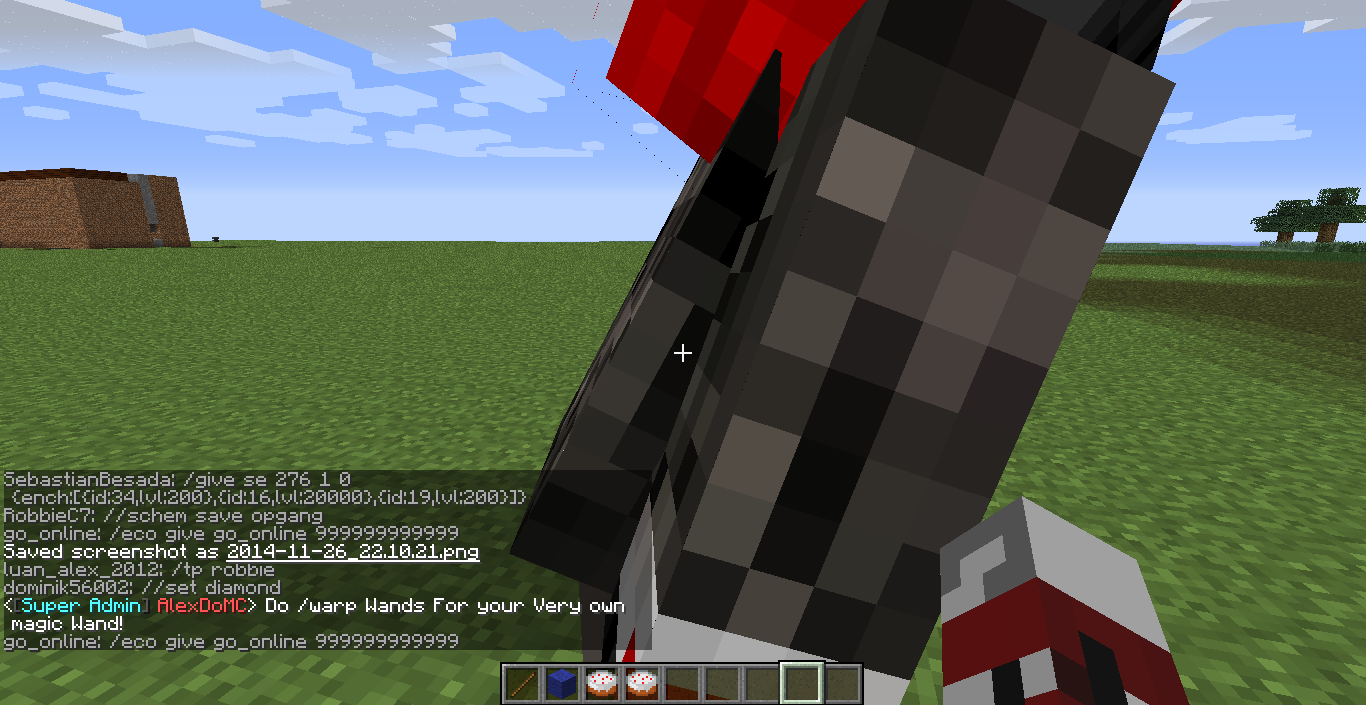 SebastianBesada: /give se 276 1 0
{ench:[{id:34,lvl:200},{id:16,lvl:20000},{id:19,lvl:200}]}
RobbieC7: //schem save opgang
go_online: /eco give go_online 999999999999
Saved screenshot as 2014-11-26_22.10.21.png
luan_alex_2012: /tp robbie
dominik56002: //set diamond
<[Super Admin] AlexDoMC> Do /warp Wands For your Very own
magic Wand!
go_online: /eco give go_online 999999999999